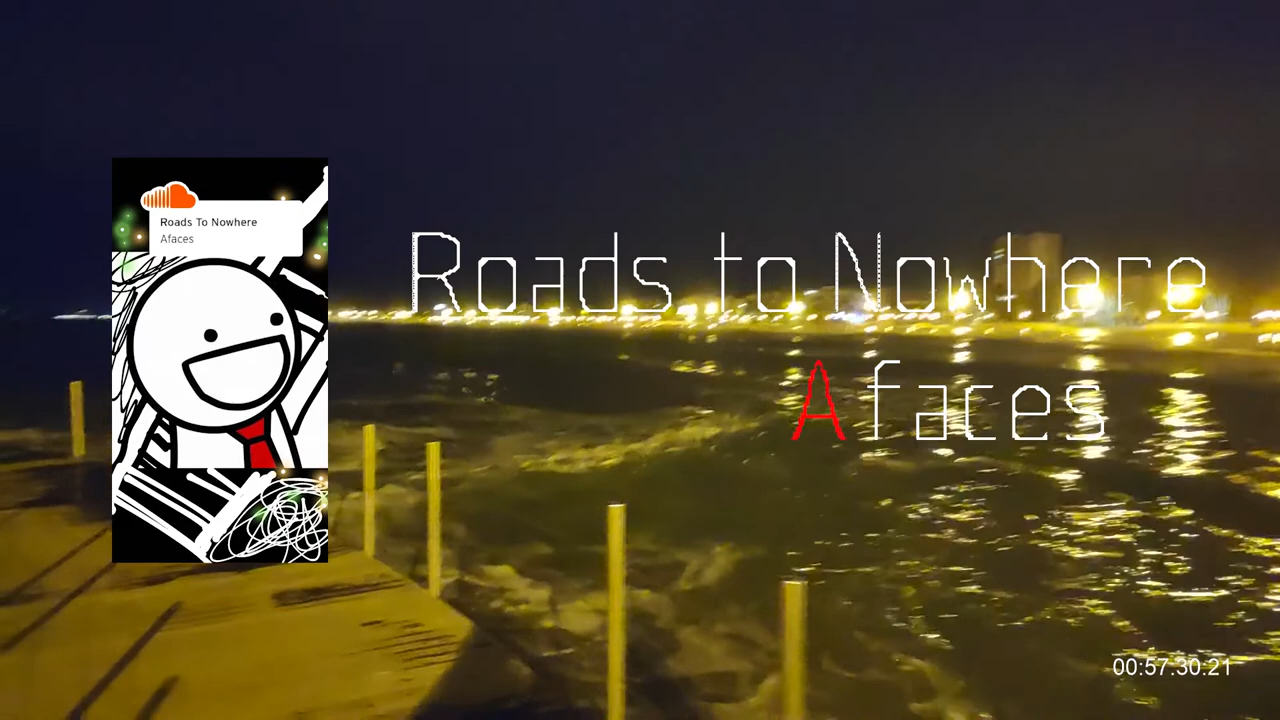 Roads To Nowhere
Afaces
Roads to Nowhere
Afaces
00:57.30:21